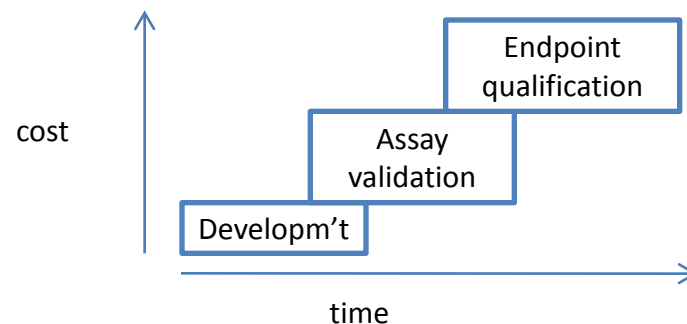 Endpoint
qualification
cost
Assay
validation
Developm’t
time